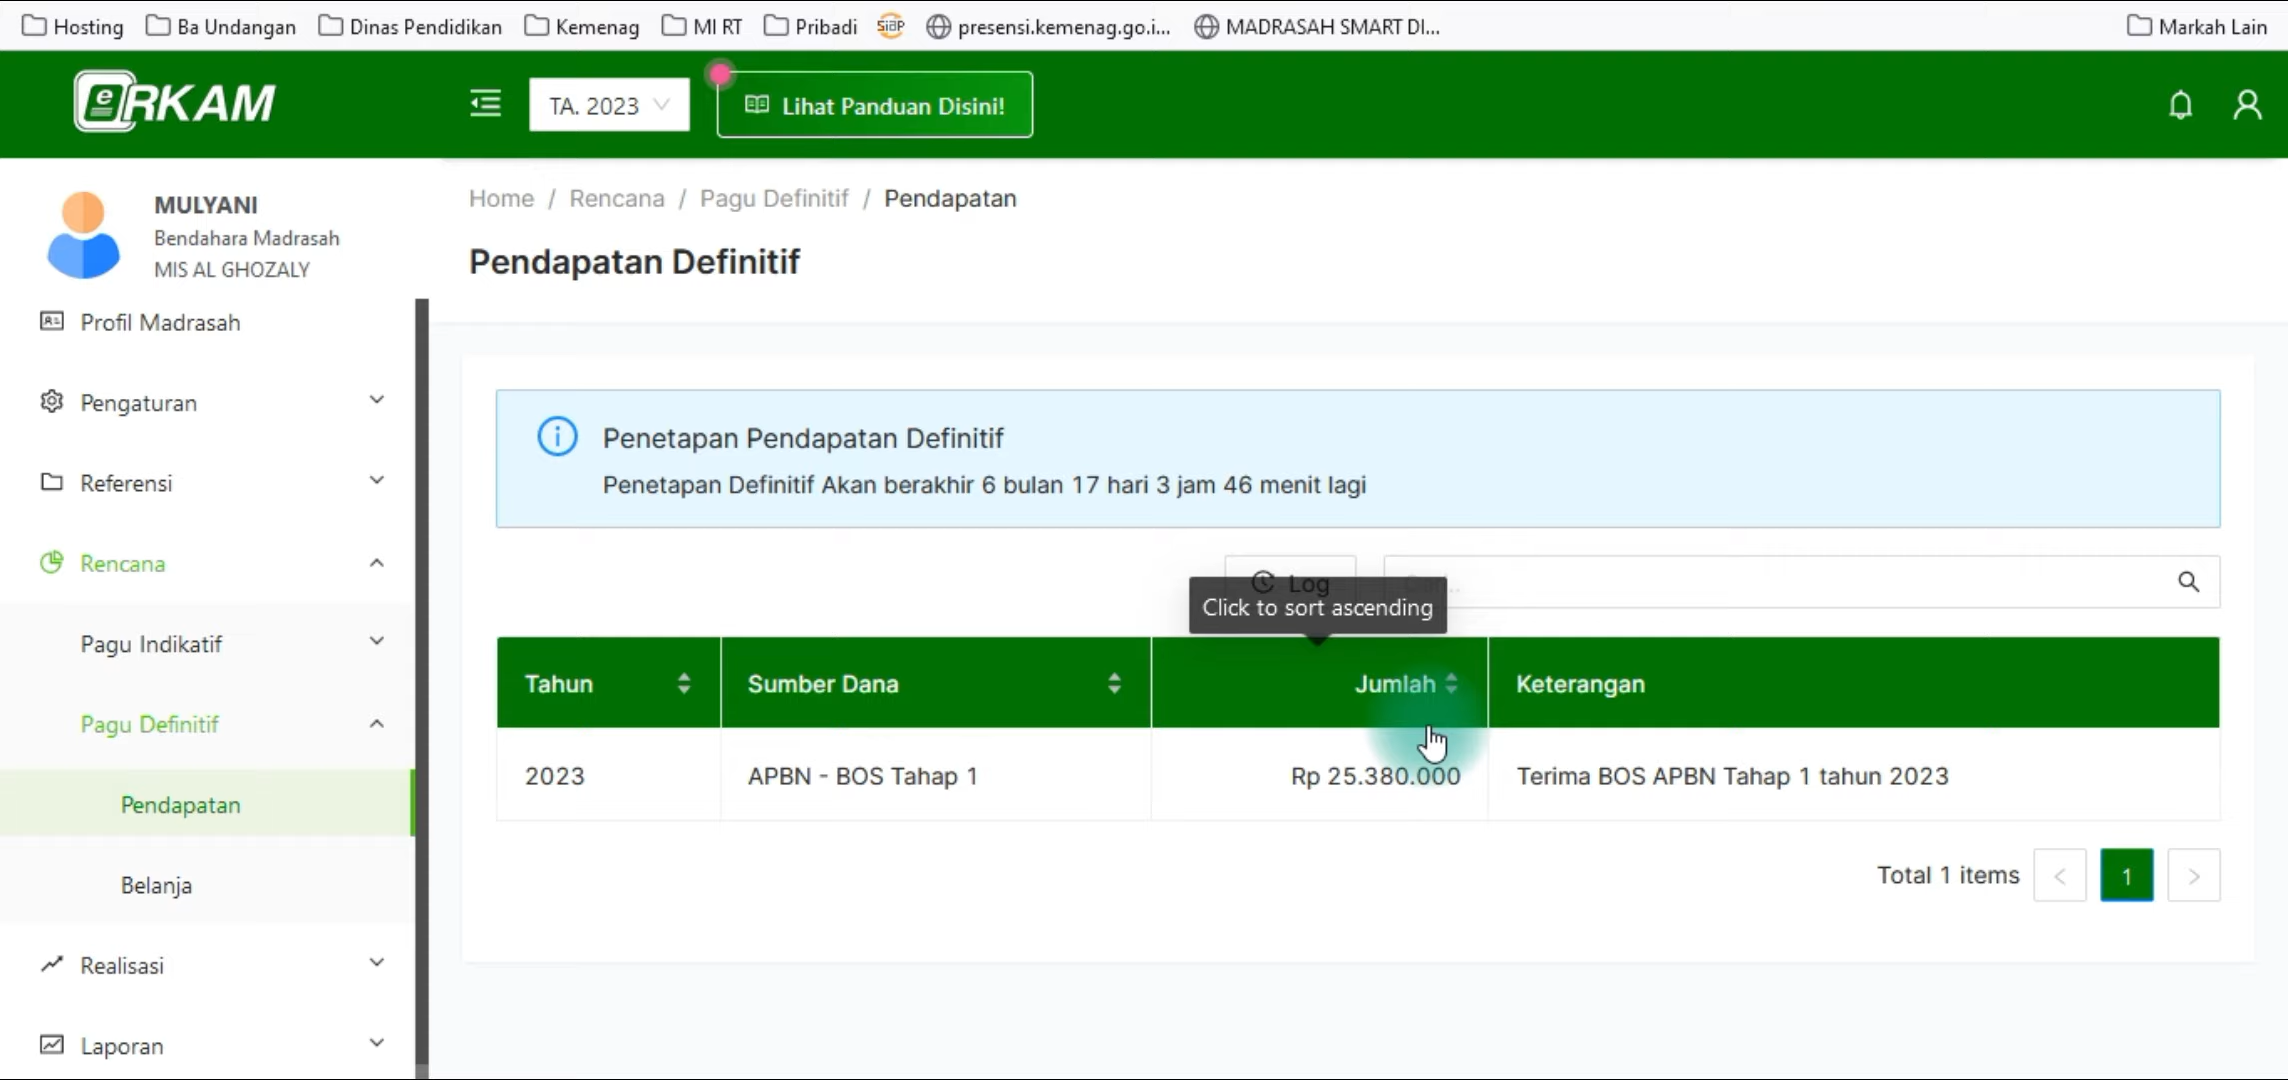 Hosting Ba Undangan Dinas Pendidikan Kemenag MI RT Pribadi siap presensi.kemenag.go.i... MADRASAH SMART DI... Markah Lain
eRKAM TA. 2023 Lihat Panduan Disini!
MULYANI
Bendahara Madrasah
MIS AL GHOZALY
Profil Madrasah
Pengaturan
Referensi
Rencana
Pagu Indikatif
Pagu Definitif
Pendapatan
Belanja
Realisasi
Laporan
Home / Rencana / Pagu Definitif / Pendapatan
Pendapatan Definitif
Penetapan Pendapatan Definitif
Penetapan Definitif Akan berakhir 6 bulan 17 hari 3 jam 46 menit lagi
Log
Click to sort ascending
Tahun Sumber Dana Jumlah Keterangan
2023 APBN - BOS Tahap 1 Rp 25.380.000 Terima BOS APBN Tahap 1 tahun 2023
Total 1 items < 1 >